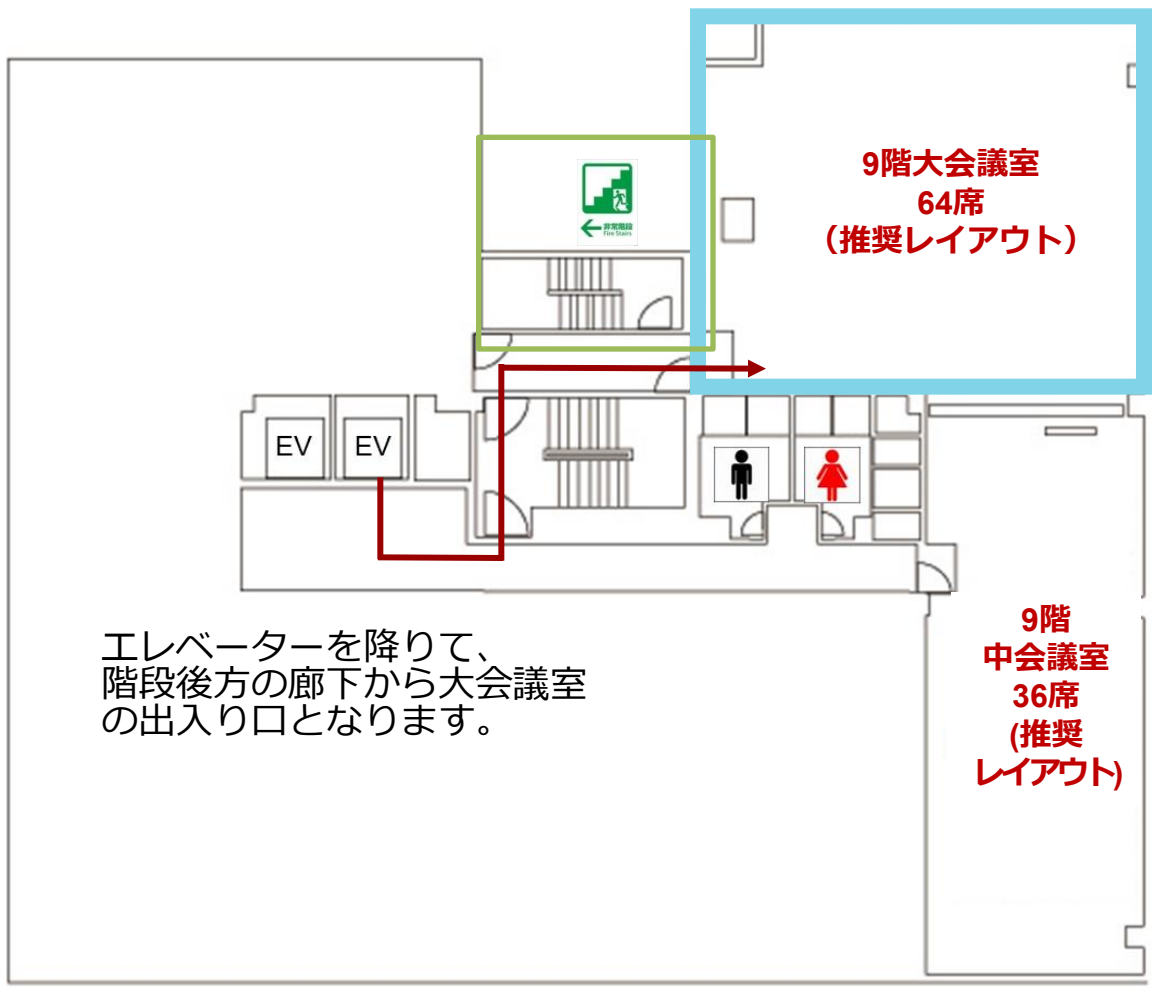 9階大会議室
64席
（推奨レイアウト）
非常階段
Fire Stairs
EV
EV
エレベーターを降りて、
階段後方の廊下から大会議室
の出入り口となります。
9階
中会議室
36席
(推奨
レイアウト)